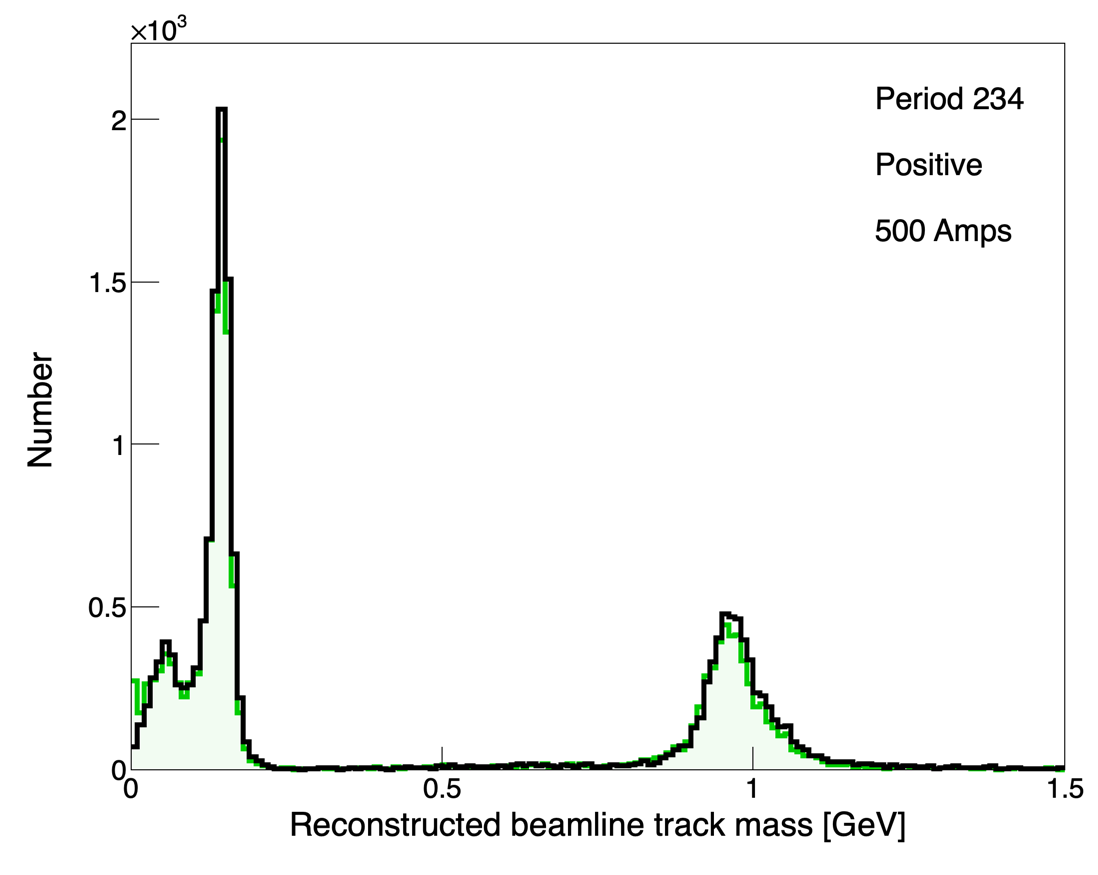 ×10³
Period 234
Positive
500 Amps
2
1.5
1
0.5
0
Number
0
0.5
1
1.5
Reconstructed beamline track mass [GeV]